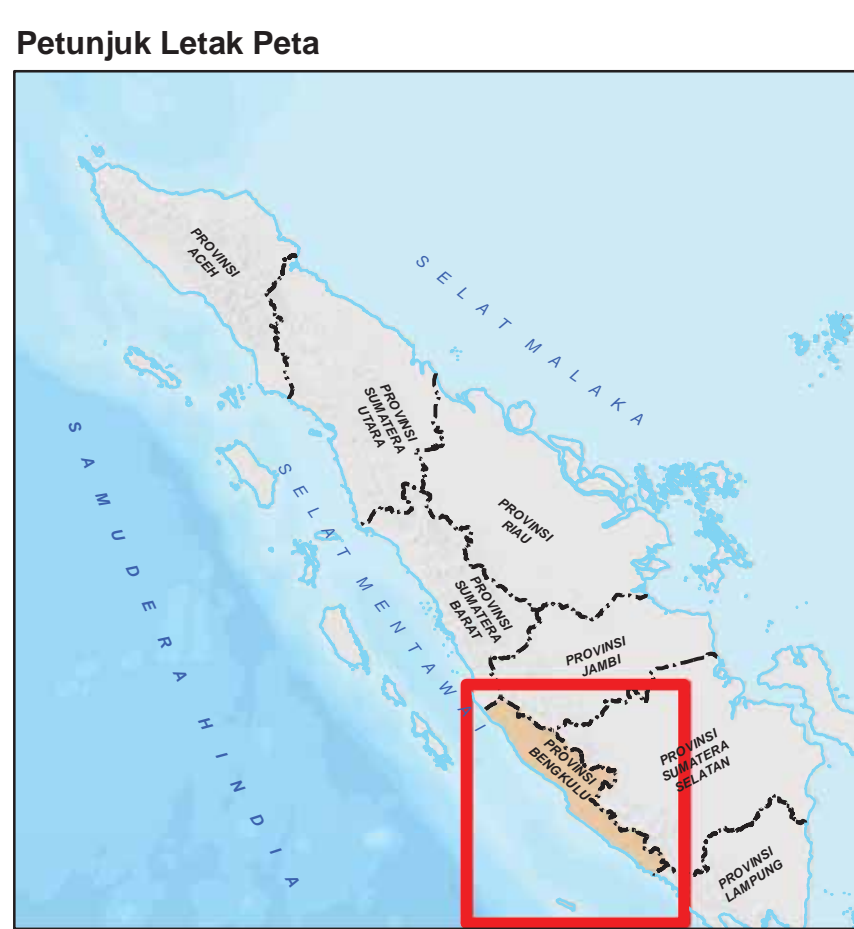 Petunjuk Letak Peta
PROVINSI
ACEH
SELAT MALAKA
PROVINSI
SUMATERA
UTARA
SAMUDERA HINDIA
SELAT MENTAWAI
PROVINSI
RIAU
PROVINSI
SUMATERA
BARAT
PROVINSI
JAMBI
PROVINSI
BENGKULU
PROVINSI
SUMATERA
SELATAN
PROVINSI
LAMPUNG